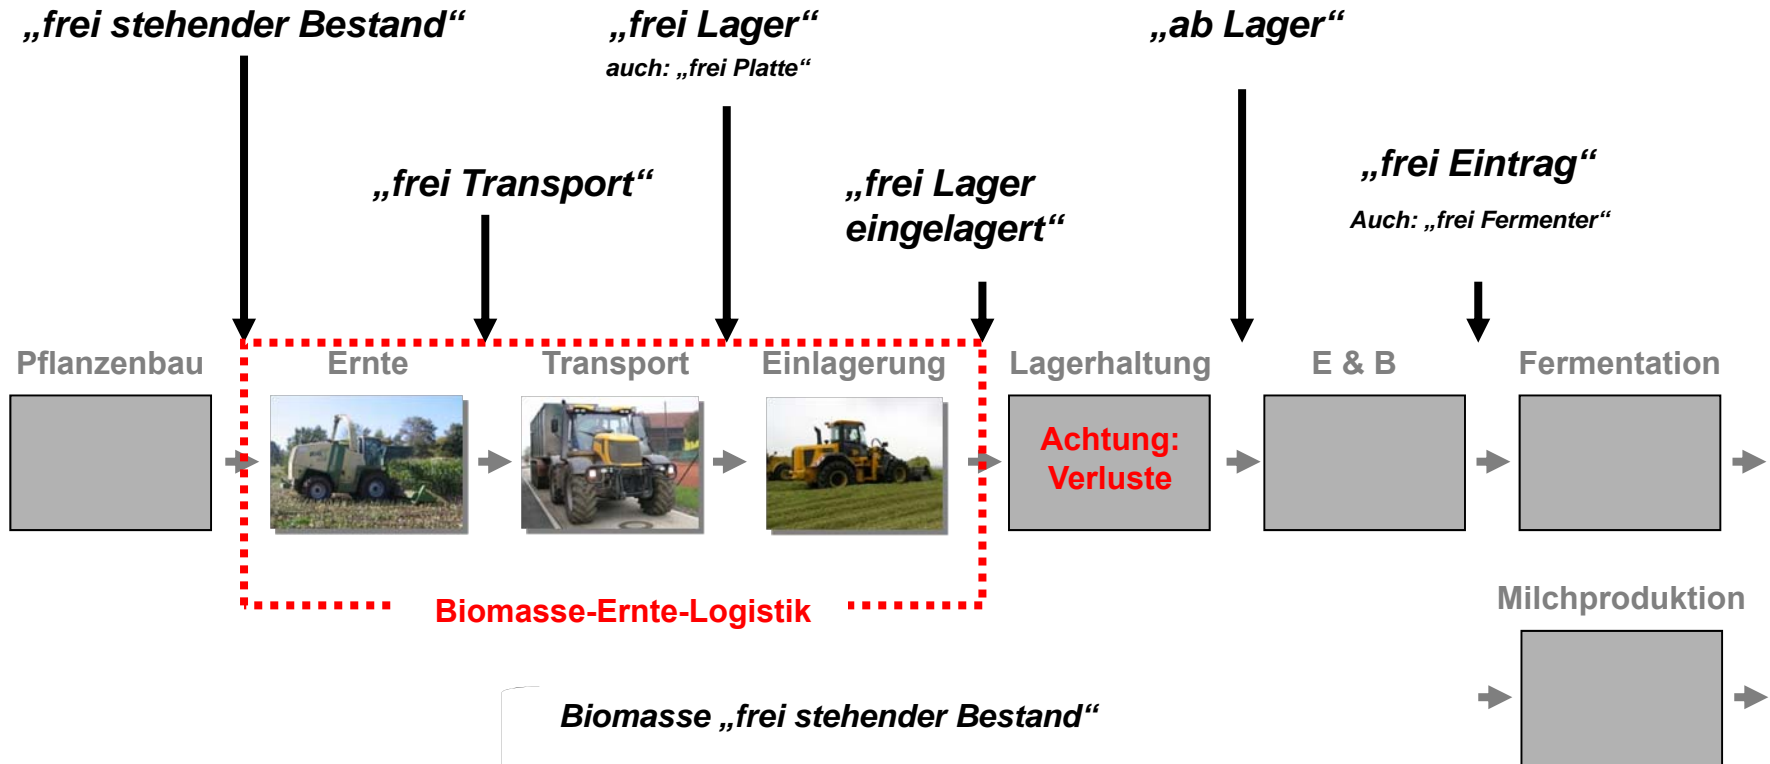 „frei stehender Bestand“
„frei Lager“
auch: „frei Platte“
„ab Lager“
„frei Transport“
„frei Lager
eingelagert“
„frei Eintrag“
Auch: „frei Fermenter“
Pflanzenbau
Ernte
Transport
Einlagerung
Lagerhaltung
E & B
Fermentation
Achtung:
Verluste
Biomasse-Ernte-Logistik
Milchproduktion
Biomasse „frei stehender Bestand“